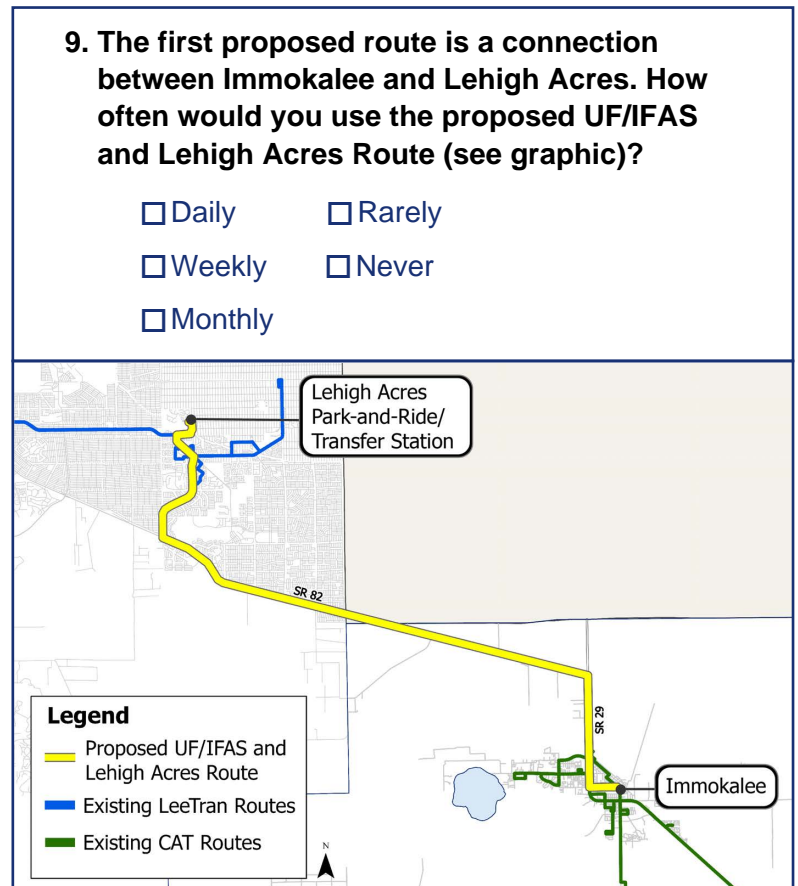 9. The first proposed route is a connection
between Immokalee and Lehigh Acres. How
often would you use the proposed UF/IFAS
and Lehigh Acres Route (see graphic)?
Daily
Rarely
Weekly
Never
Monthly
Lehigh Acres
Park-and-Ride/
Transfer Station
SR 82
SR 29
Immokalee
Legend
Proposed UF/IFAS and
Lehigh Acres Route
Existing LeeTran Routes
Existing CAT Routes
N